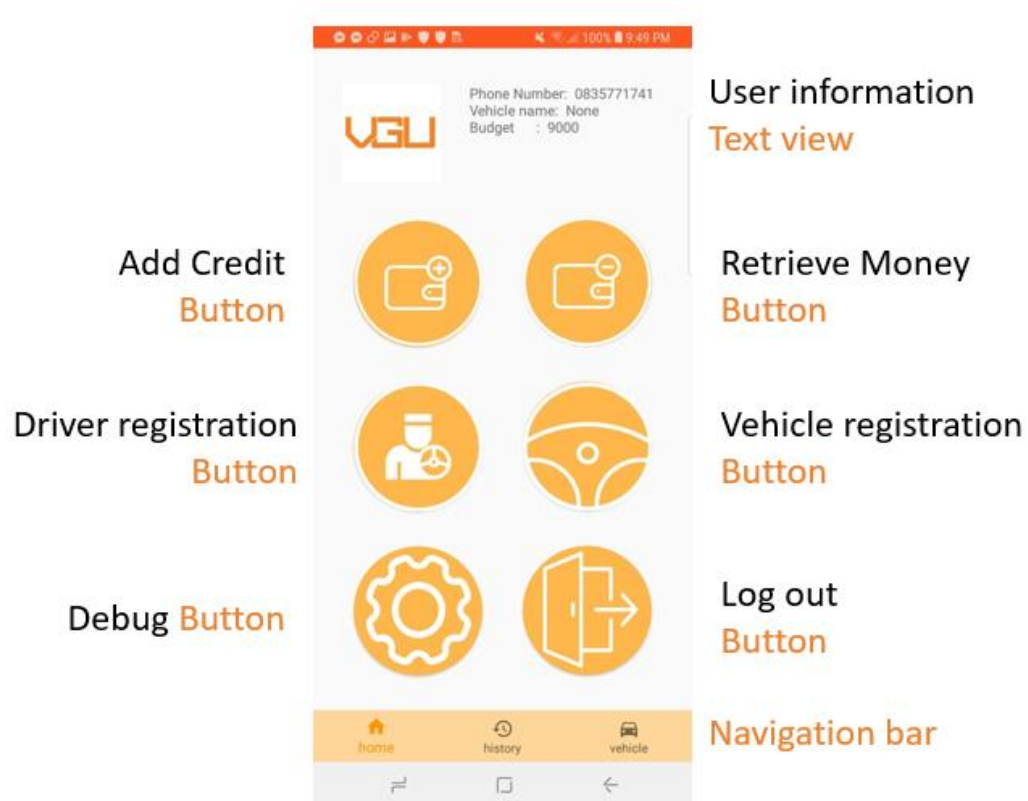 100% 9:49 PM
VGU
Phone Number: 0835771741
Vehicle name: None
Budget : 9000
User information
Text view
Add Credit
Button
Retrieve Money
Button
Driver registration
Button
Vehicle registration
Button
Debug Button
Log out
Button
home
history
vehicle
Navigation bar